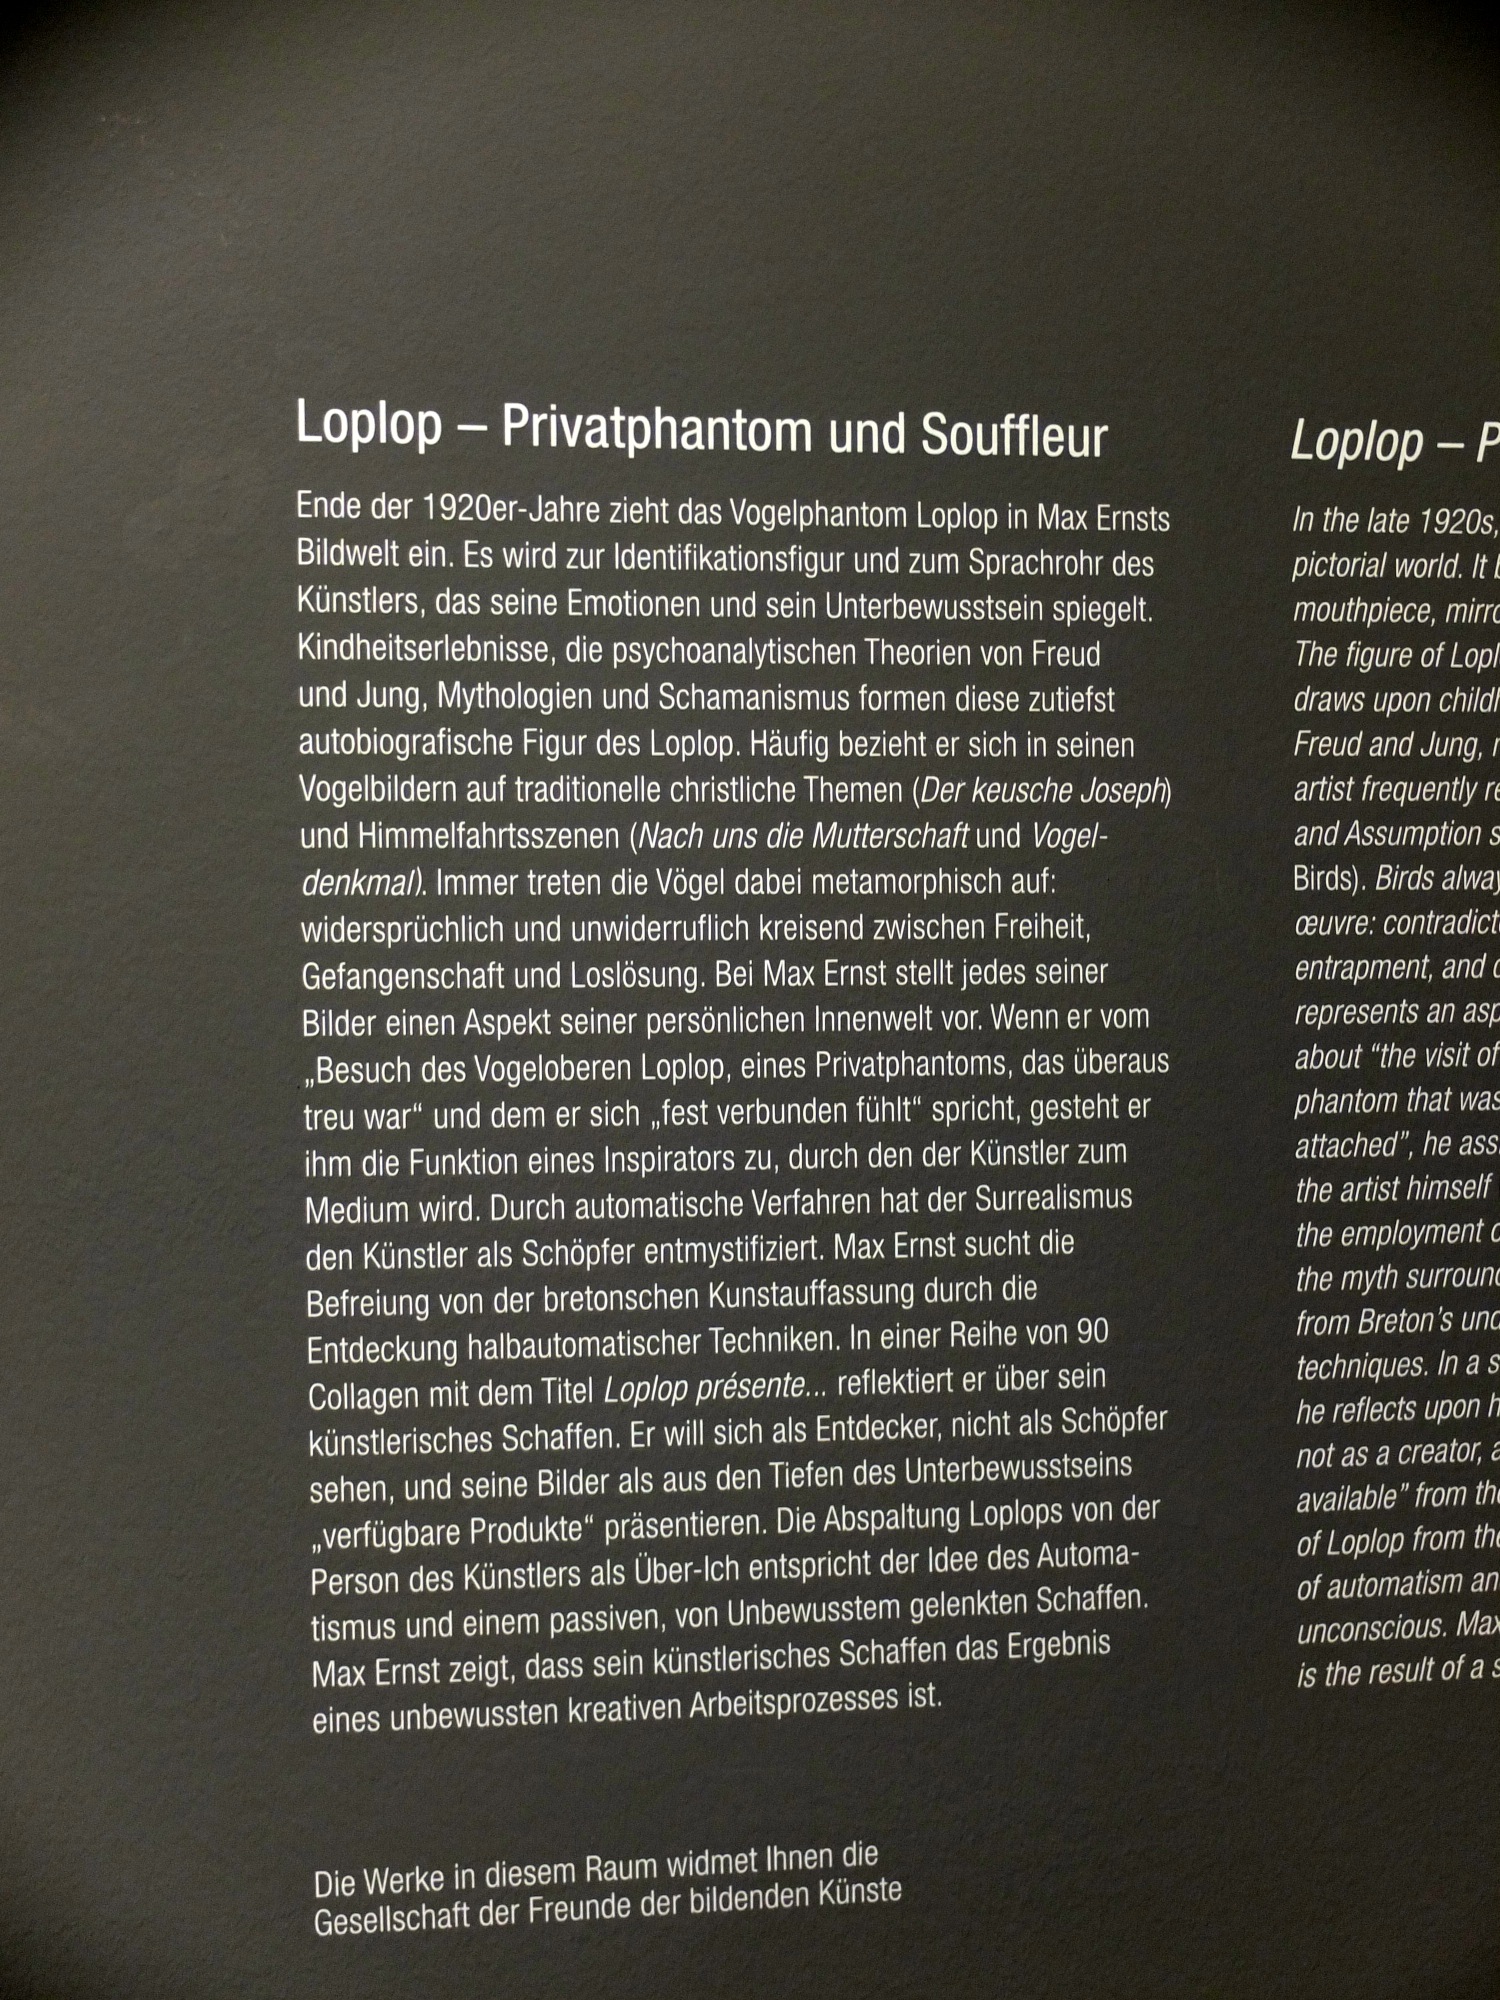 Loplop – Privatphantom und Souffleur
Ende der 1920er-Jahre zieht das Vogelphantom Loplop in Max Ernsts
Bildwelt ein. Es wird zur Identifikationsfigur und zum Sprachrohr des
Künstlers, das seine Emotionen und sein Unterbewusstsein spiegelt.
Kindheitserlebnisse, die psychoanalytischen Theorien von Freud
und Jung, Mythologien und Schamanismus formen diese zutiefst
autobiografische Figur des Loplop. Häufig bezieht er sich in seinen
Vogelbildern auf traditionelle christliche Themen (Der keusche Joseph)
und Himmelfahrtsszenen (Nach uns die Mutterschaft und Vogel-
denkmal). Immer treten die Vögel dabei metamorphisch auf:
widersprüchlich und unwiderruflich kreisend zwischen Freiheit,
Gefangenschaft und Loslösung. Bei Max Ernst stellt jedes seiner
Bilder einen Aspekt seiner persönlichen Innenwelt vor. Wenn er vom
„Besuch des Vogeloberen Loplop, eines Privatphantoms, das überaus
treu war“ und dem er sich „fest verbunden fühlt“ spricht, gesteht er
ihm die Funktion eines Inspirators zu, durch den der Künstler zum
Medium wird. Durch automatische Verfahren hat der Surrealismus
den Künstler als Schöpfer entmystifiziert. Max Ernst sucht die
Befreiung von der bretonschen Kunstauffassung durch die
Entdeckung halbautomatischer Techniken. In einer Reihe von 90
Collagen mit dem Titel Loplop présente... reflektiert er über sein
künstlerisches Schaffen. Er will sich als Entdecker, nicht als Schöpfer
sehen, und seine Bilder als aus den Tiefen des Unterbewusstseins
„verfügbare Produkte“ präsentieren. Die Abspaltung Loplops von der
Person des Künstlers als Über-Ich entspricht der Idee des Automa-
tismus und einem passiven, von Unbewusstem gelenkten Schaffen.
Max Ernst zeigt, dass sein künstlerisches Schaffen das Ergebnis
eines unbewussten kreativen Arbeitsprozesses ist.
Die Werke in diesem Raum widmet Ihnen die
Gesellschaft der Freunde der bildenden Künste
Loplop – P
In the late 1920s,
pictorial world. It
mouthpiece, mirro
The figure of Lopl
draws upon childh
Freud and Jung,
artist frequently re
and Assumption s
Birds). Birds alway
œuvre: contradict
entrapment, and
represents an asp
about “the visit of
phantom that was
attached”, he ass
the artist himself
the employment
the myth surround
from Breton’s und
techniques. In a s
he reflects upon h
not as a creator,
available” from the
of Loplop from the
of automatism an
unconscious. Max
is the result of a s